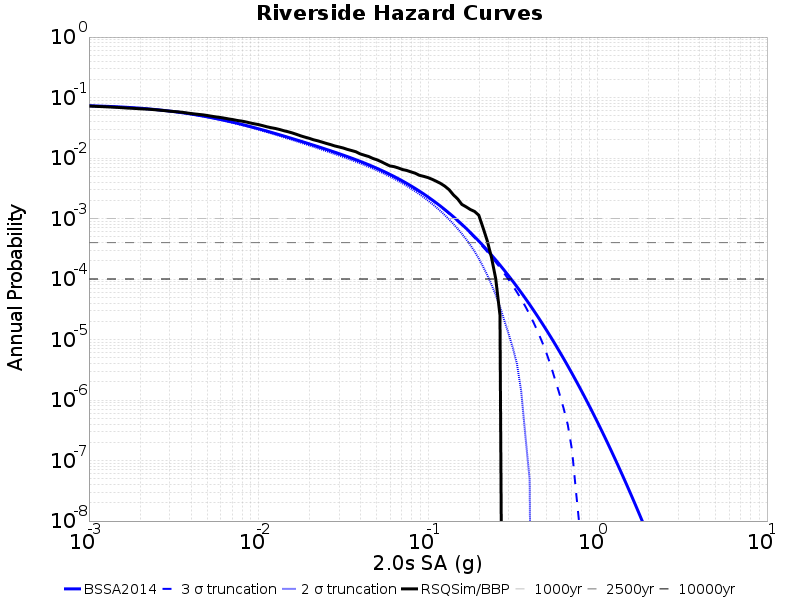 Riverside Hazard Curves
10^0
10^-1
10^-2
10^-3
10^-4
10^-5
10^-6
10^-7
10^-8
Annual Probability
10^-3 10^-2 10^-1 10^0 10^1
2.0s SA (g)
BSSA2014 3 σ truncation 2 σ truncation RSQSim/BBP 1000yr 2500yr 10000yr